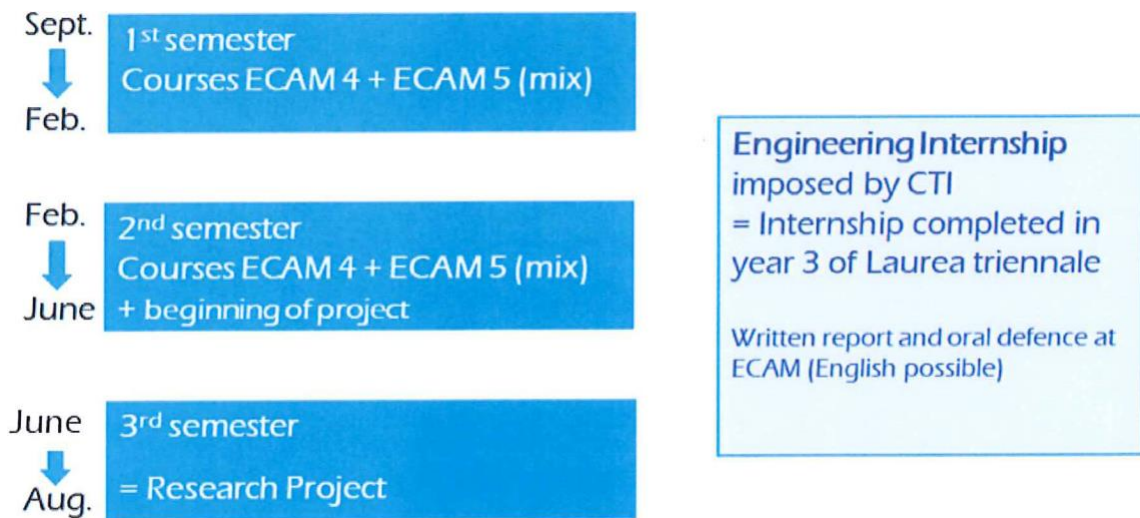 Sept.
Feb.
1st semester
Courses ECAM 4 + ECAM 5 (mix)
Feb.
June
2nd semester
Courses ECAM 4 + ECAM 5 (mix)
+ beginning of project
June
Aug.
3rd semester
= Research Project
Engineering Internship
imposed by CTI
= Internship completed in
year 3 of Laurea triennale
Written report and oral defence at
ECAM (English possible)